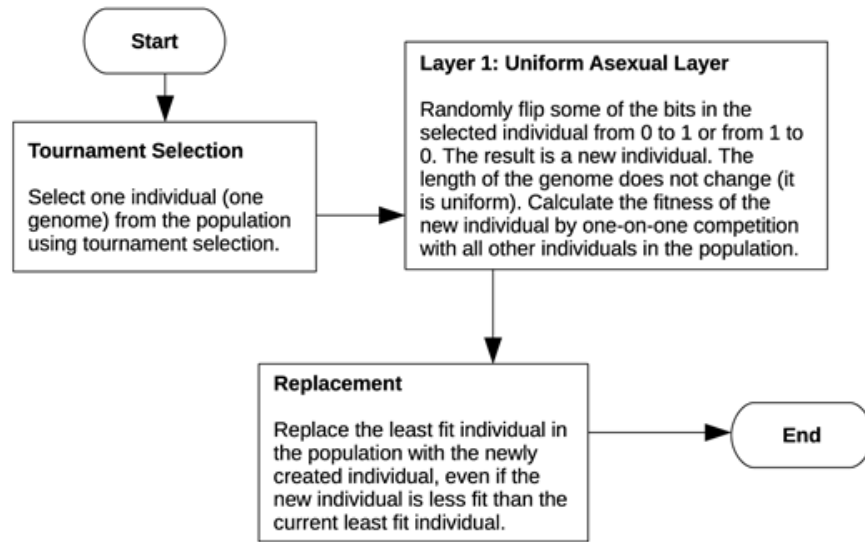 Start
Tournament Selection
Select one individual (one
genome) from the population
using tournament selection.
Layer 1: Uniform Asexual Layer
Randomly flip some of the bits in the
selected individual from 0 to 1 or from 1 to
0. The result is a new individual. The
length of the genome does not change (it
is uniform). Calculate the fitness of the
new individual by one-on-one competition
with all other individuals in the population.
Replacement
Replace the least fit individual in
the population with the newly
created individual, even if the
new individual is less fit than the
current least fit individual.
End